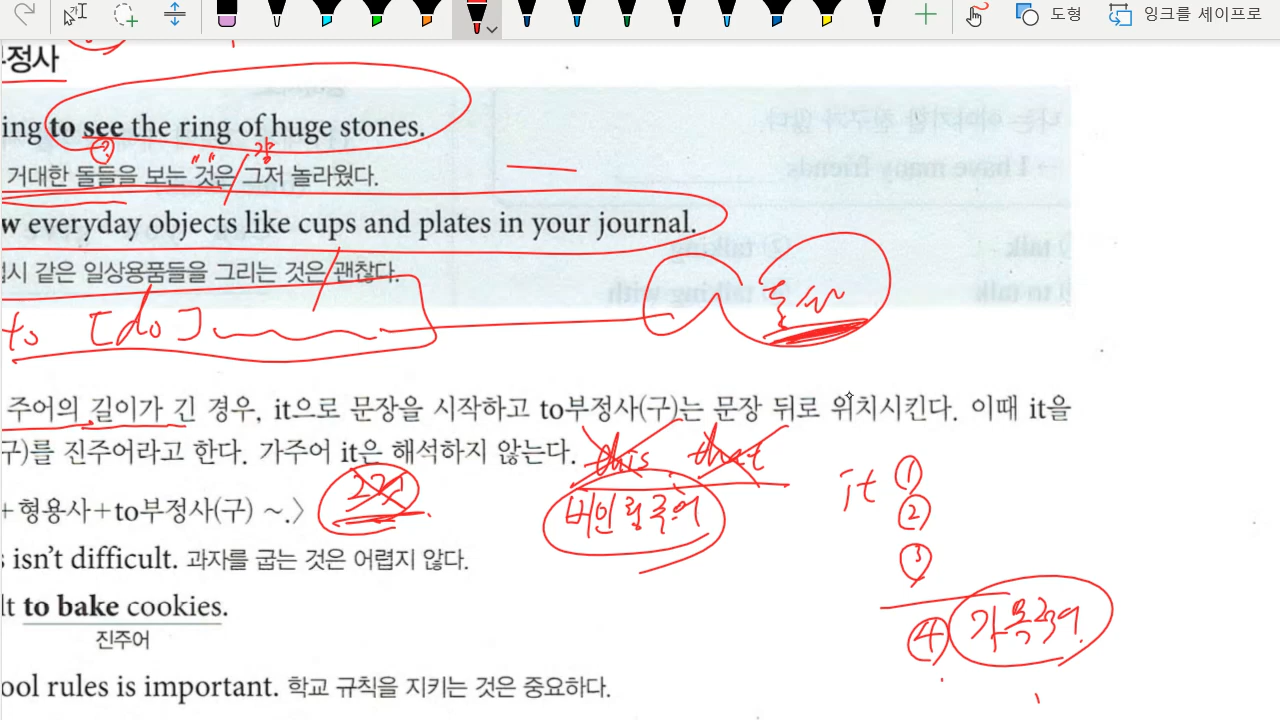 도형 잉크를 셰이프로
부정사
ing to see the ring of huge stones.
거대한 돌들을 보는 것은 그저 놀라웠다.
w everyday objects like cups and plates in your journal.
접시 같은 일상용품들을 그리는 것은 괜찮다.
to [do]
주어의 길이가 긴 경우, it으로 문장을 시작하고 to부정사(구)는 문장 뒤로 위치시킨다. 이때 it을
구)를 진주어라고 한다. 가주어 it은 해석하지 않는다.
this that
+형용사+to부정사(구) ~.〉
그것
비인칭주어
it ①
②
③
④ 가목적어
s isn't difficult. 과자를 굽는 것은 어렵지 않다.
lt to bake cookies.
진주어
ool rules is important. 학교 규칙을 지키는 것은 중요하다.